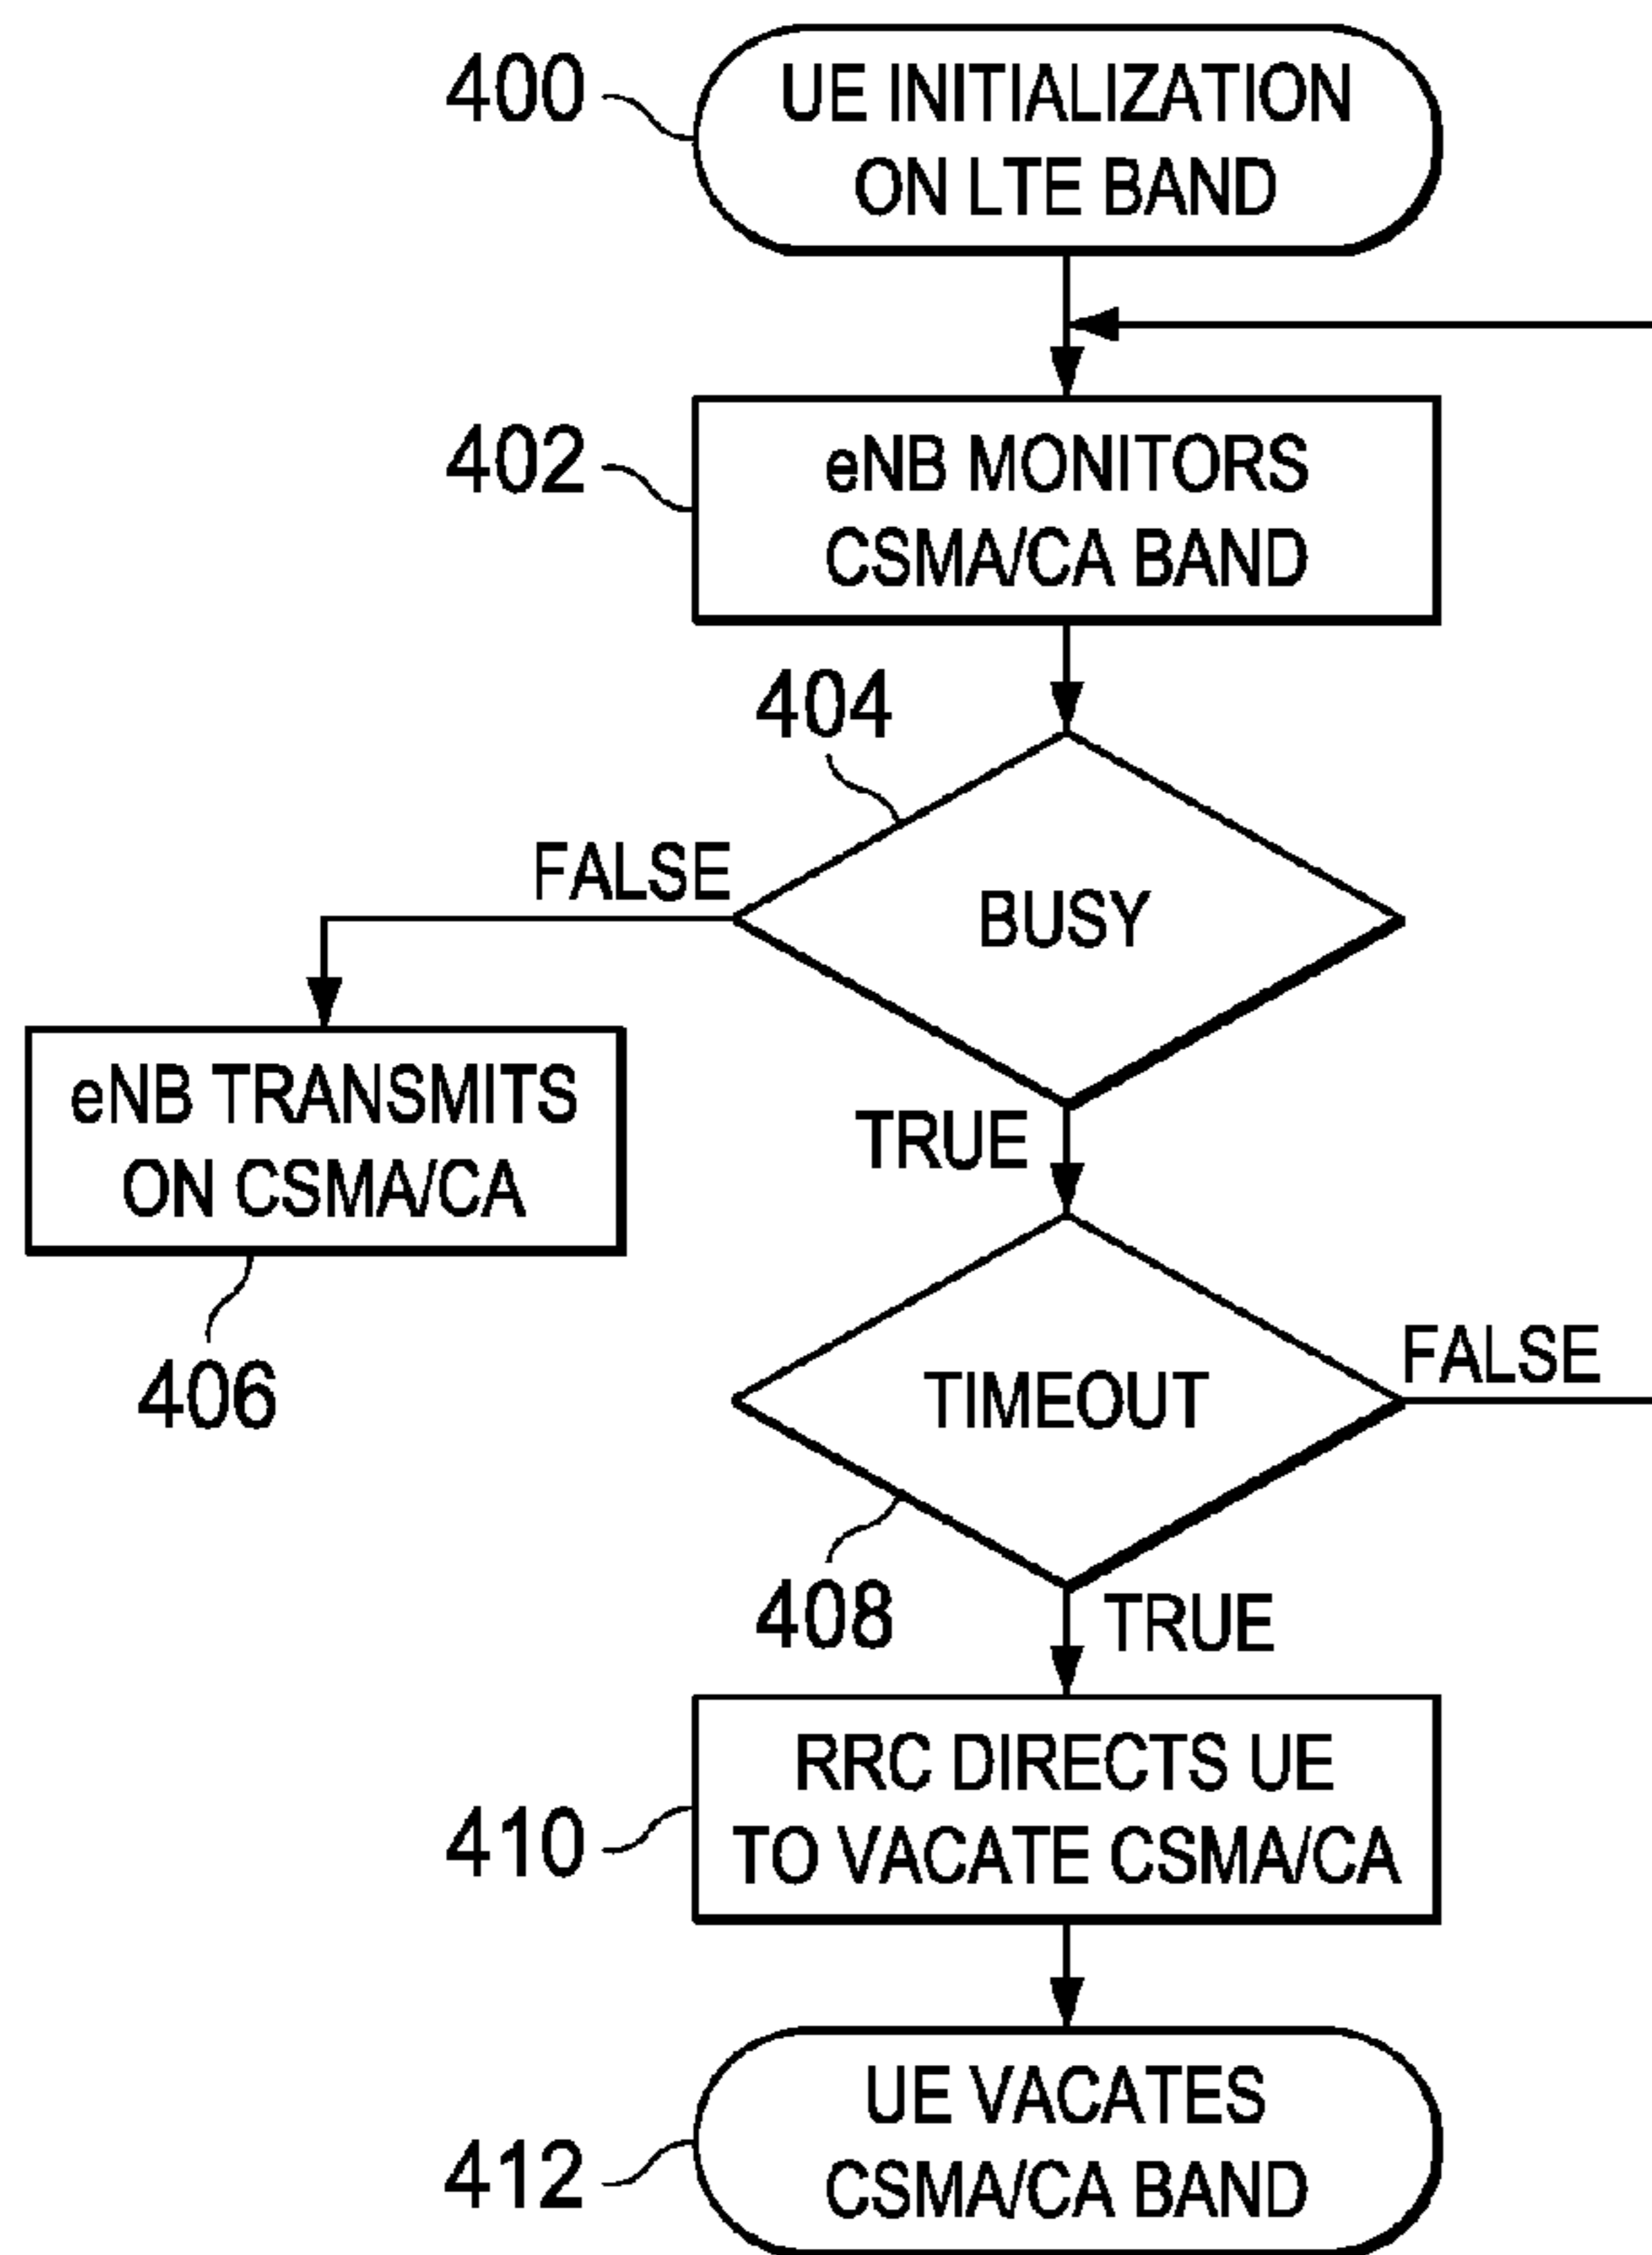 400
UE INITIALIZATION
ON LTE BAND
402
eNB MONITORS
CSMA/CA BAND
404
FALSE
BUSY
eNB TRANSMITS
ON CSMA/CA
406
TRUE
TIMEOUT
FALSE
408
TRUE
410
RRC DIRECTS UE
TO VACATE CSMA/CA
412
UE VACATES
CSMA/CA BAND